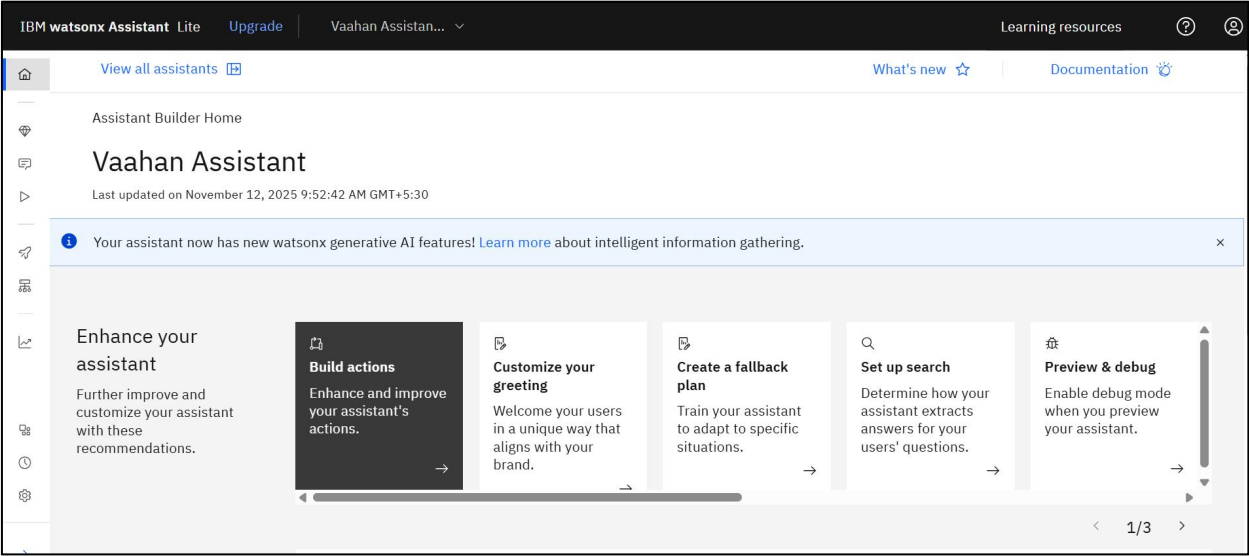 IBM watsonx Assistant Lite Upgrade Vaahan Assistan... Learning resources
View all assistants What's new Documentation
Assistant Builder Home
Vaahan Assistant
Last updated on November 12, 2025 9:52:42 AM GMT+5:30
Your assistant now has new watsonx generative AI features! Learn more about intelligent information gathering.
Enhance your
assistant
Further improve and
customize your assistant
with these
recommendations.
Build actions
Enhance and improve
your assistant's
actions.
Customize your
greeting
Welcome your users
in a unique way that
aligns with your
brand.
Create a fallback
plan
Train your assistant
to adapt to specific
situations.
Set up search
Determine how your
assistant extracts
answers for your
users' questions.
Preview & debug
Enable debug mode
when you preview
your assistant.
1/3